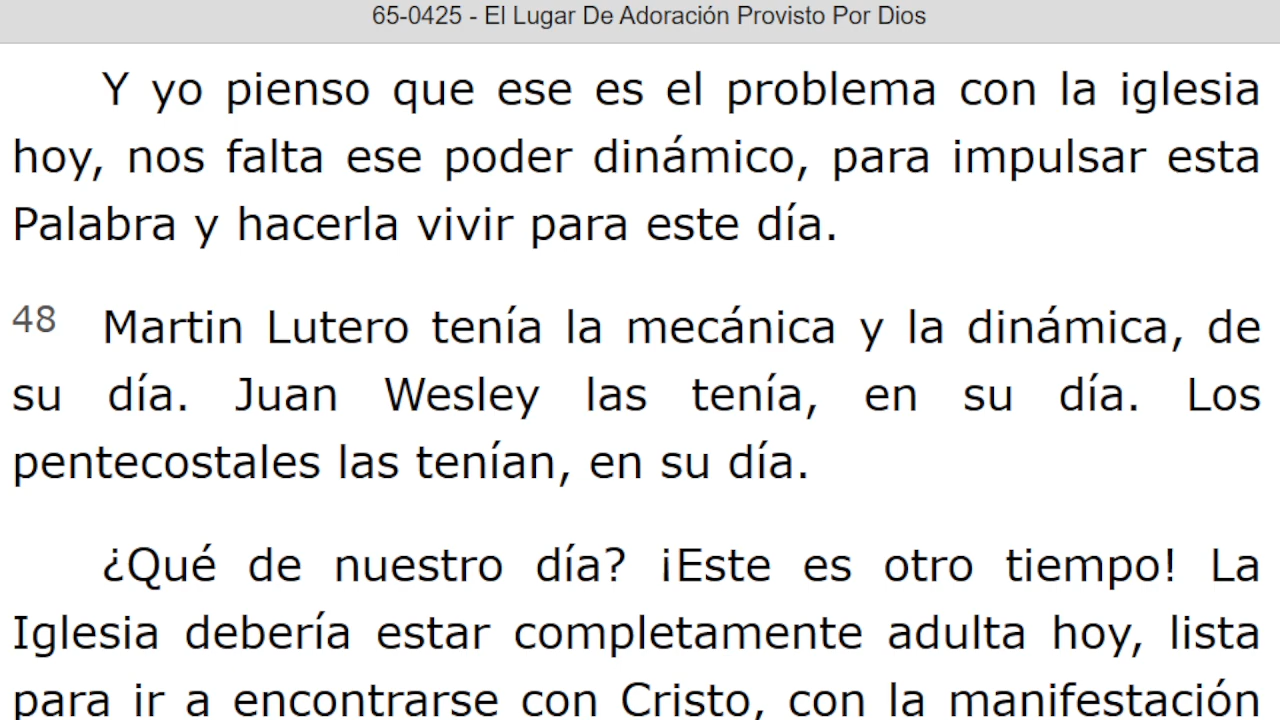 65-0425 - El Lugar De Adoración Provisto Por Dios
Y yo pienso que ese es el problema con la iglesia
hoy, nos falta ese poder dinámico, para impulsar esta
Palabra y hacerla vivir para este día.
48 Martin Lutero tenía la mecánica y la dinámica, de
su día. Juan Wesley las tenía, en su día. Los
pentecostales las tenían, en su día.
¿Qué de nuestro día? ¡Este es otro tiempo! La
Iglesia debería estar completamente adulta hoy, lista
para ir a encontrarse con Cristo, con la manifestación